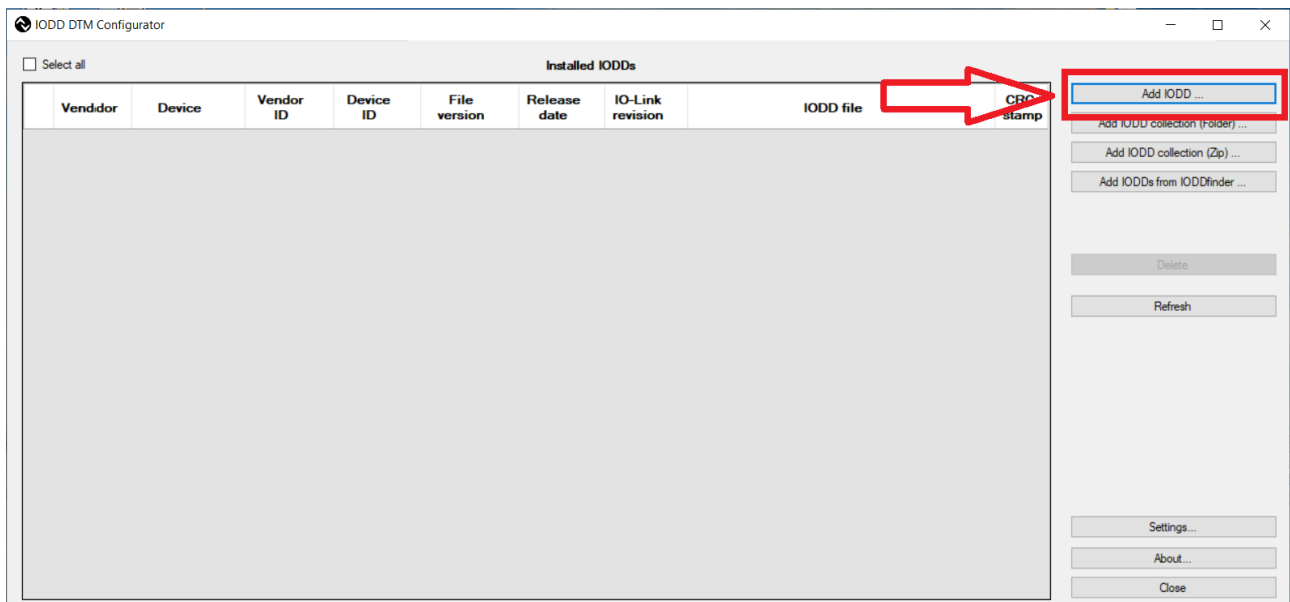 IODD DTM Configurator
Select all
Installed IODDs
Vendidor
Device
Vendor
ID
Device
ID
File
version
Release
date
IO-Link
revision
IODD file
CRC
stamp
Add IODD ...
Add IODD collection (Folder) ...
Add IODD collection (Zip) ...
Add IODDs from IODDfinder ...
Delete
Refresh
Settings...
About...
Close